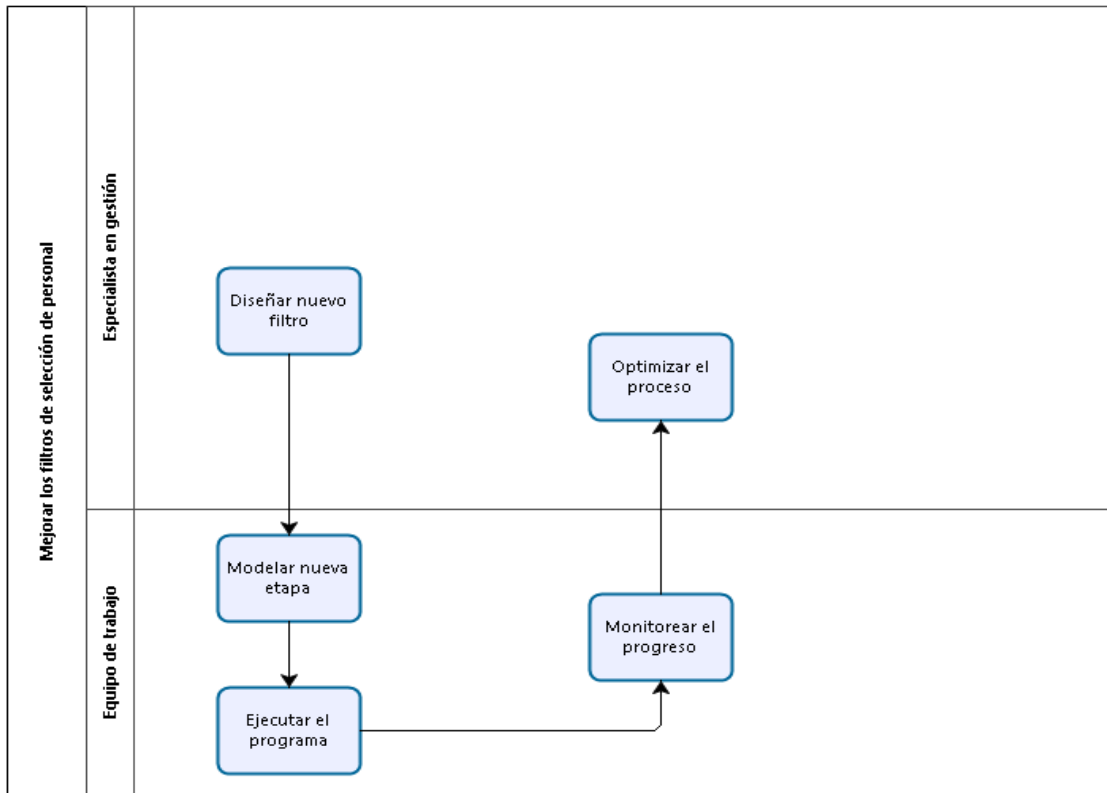 Mejorar los filtros de selección de personal
Especialista en gestión
Diseñar nuevo
filtro
Optimizar el
proceso
Equipo de trabajo
Modelar nueva
etapa
Monitorear el
progreso
Ejecutar el
programa